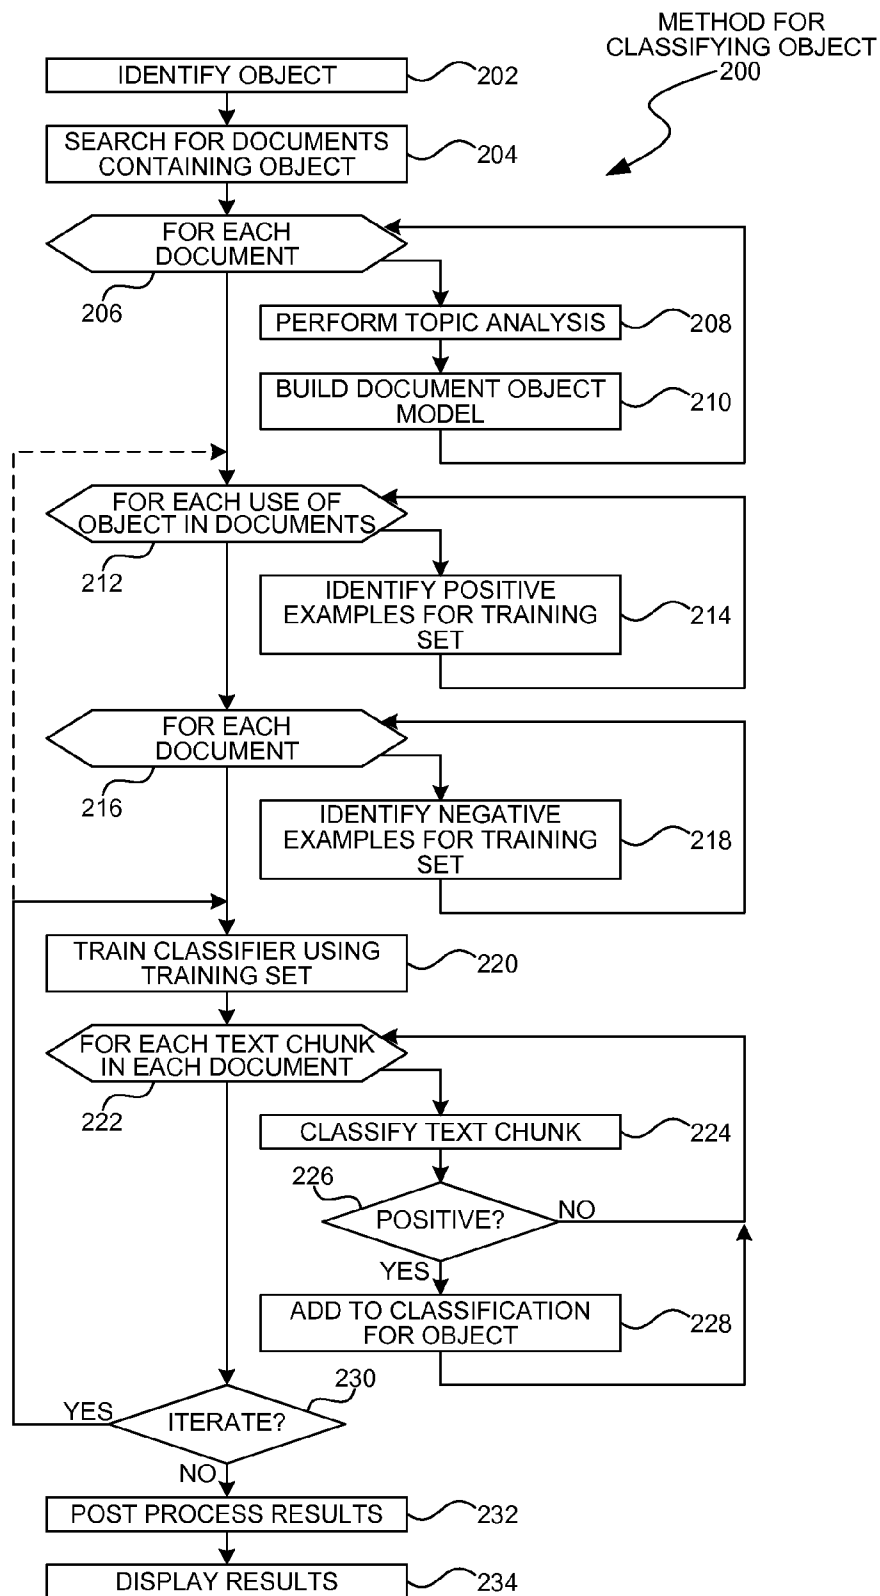 METHOD FOR
CLASSIFYING OBJECT
200
IDENTIFY OBJECT
202
SEARCH FOR DOCUMENTS
CONTAINING OBJECT
204
FOR EACH
DOCUMENT
206
PERFORM TOPIC ANALYSIS
208
BUILD DOCUMENT OBJECT
MODEL
210
FOR EACH USE OF
OBJECT IN DOCUMENTS
212
IDENTIFY POSITIVE
EXAMPLES FOR TRAINING
SET
214
FOR EACH
DOCUMENT
216
IDENTIFY NEGATIVE
EXAMPLES FOR TRAINING
SET
218
TRAIN CLASSIFIER USING
TRAINING SET
220
FOR EACH TEXT CHUNK
IN EACH DOCUMENT
222
CLASSIFY TEXT CHUNK
224
226
POSITIVE?
NO
YES
ADD TO CLASSIFICATION
FOR OBJECT
228
230
YES
ITERATE?
NO
POST PROCESS RESULTS
232
DISPLAY RESULTS
234